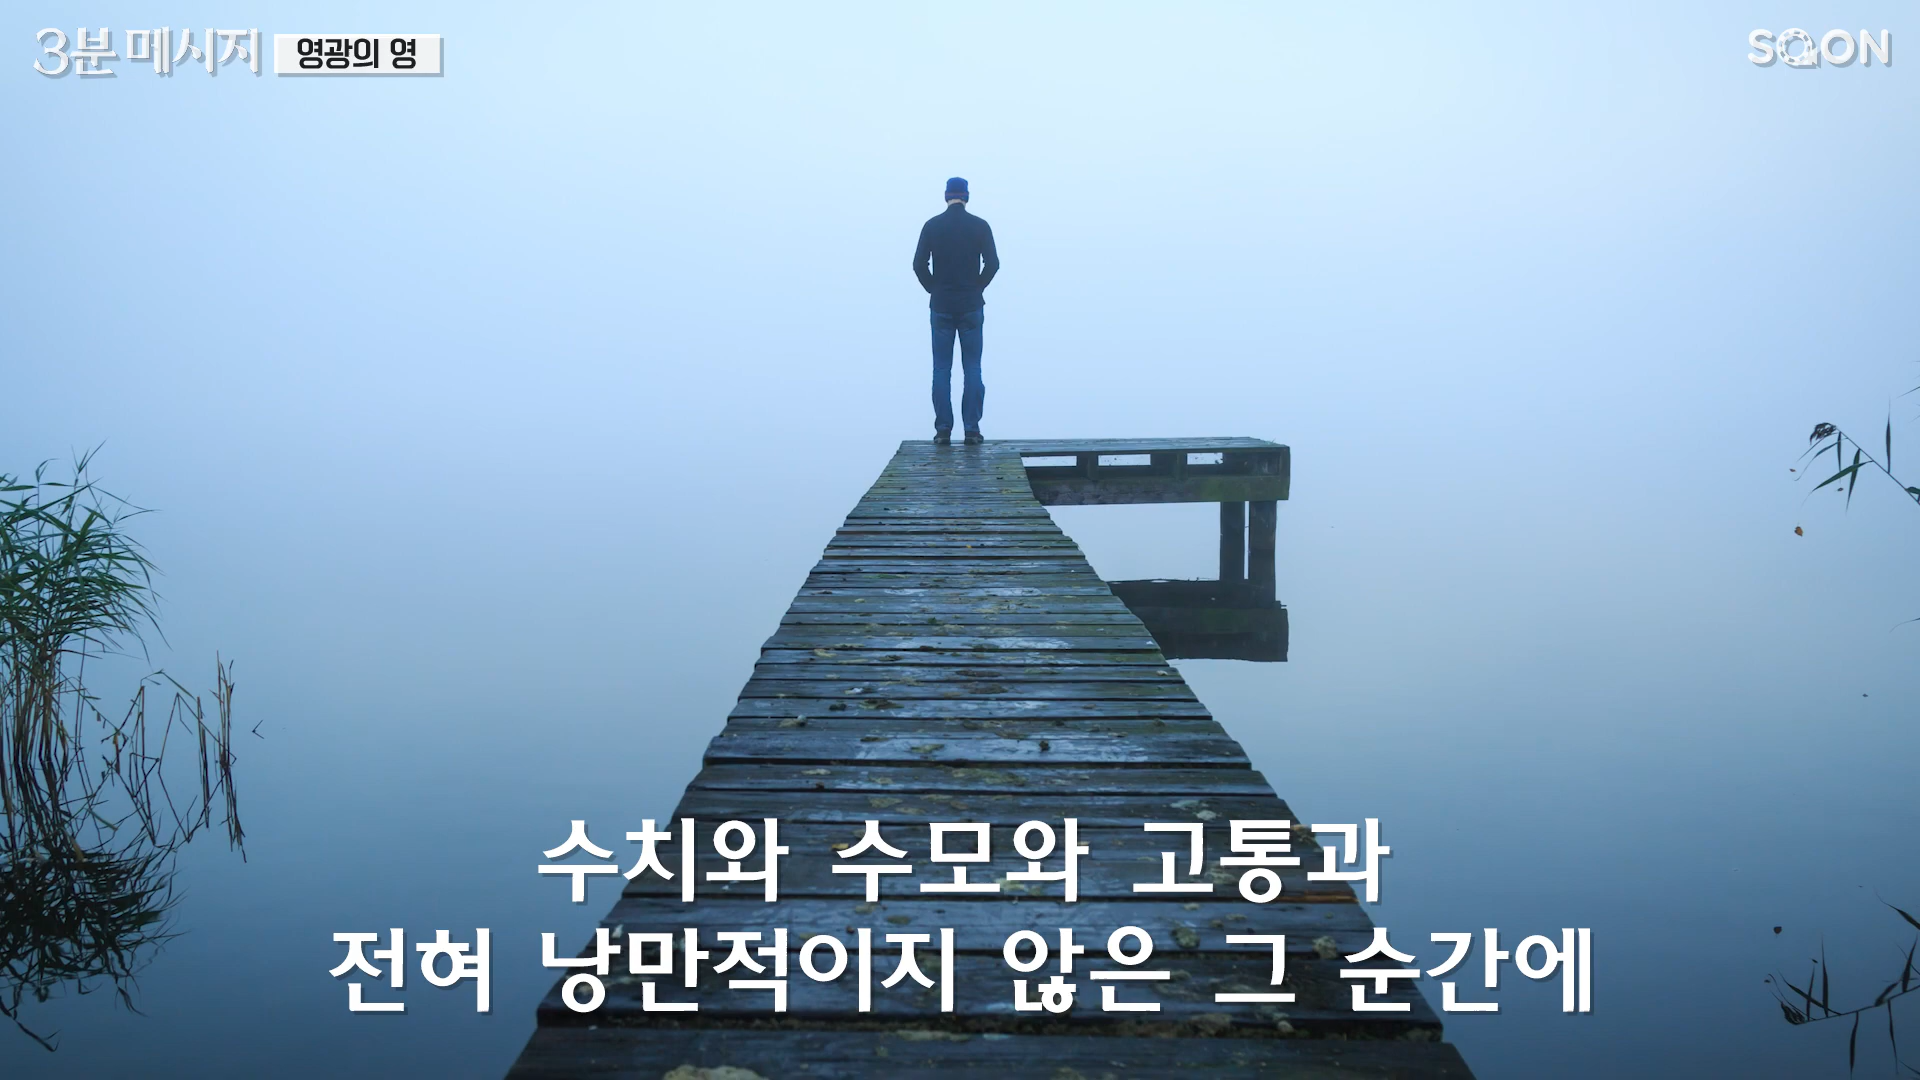 3분 메시지 영광의 영
SOON
수치와 수모와 고통과
전혀 낭만적이지 않은 그 순간에